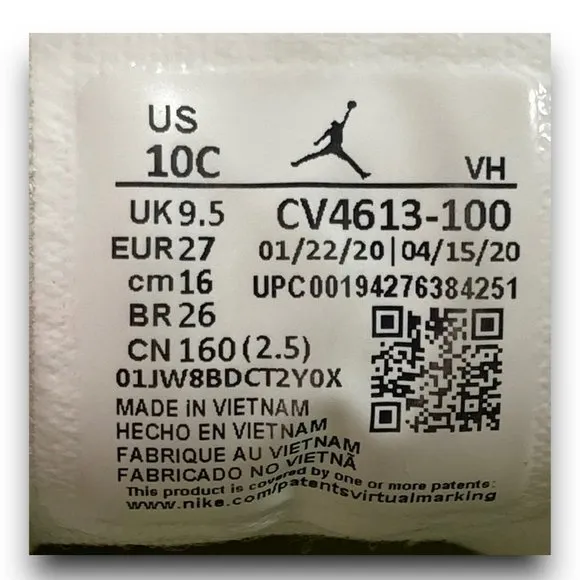 US
10C
VH
UK 9.5
CV4613-100
EUR 27
01/22/20|04/15/20
cm 16
UPC00194276384251
BR 26
CN 160 (2.5)
01JW8BDCT2Y0X
MADE iN VIETNAM
HECHO EN VIETNAM
FABRIQUE AU VIETNAM
FABRICADO NO VIETNÃ
This product is covered by one or more patents:
www.nike.com/patentsvirtualmarking